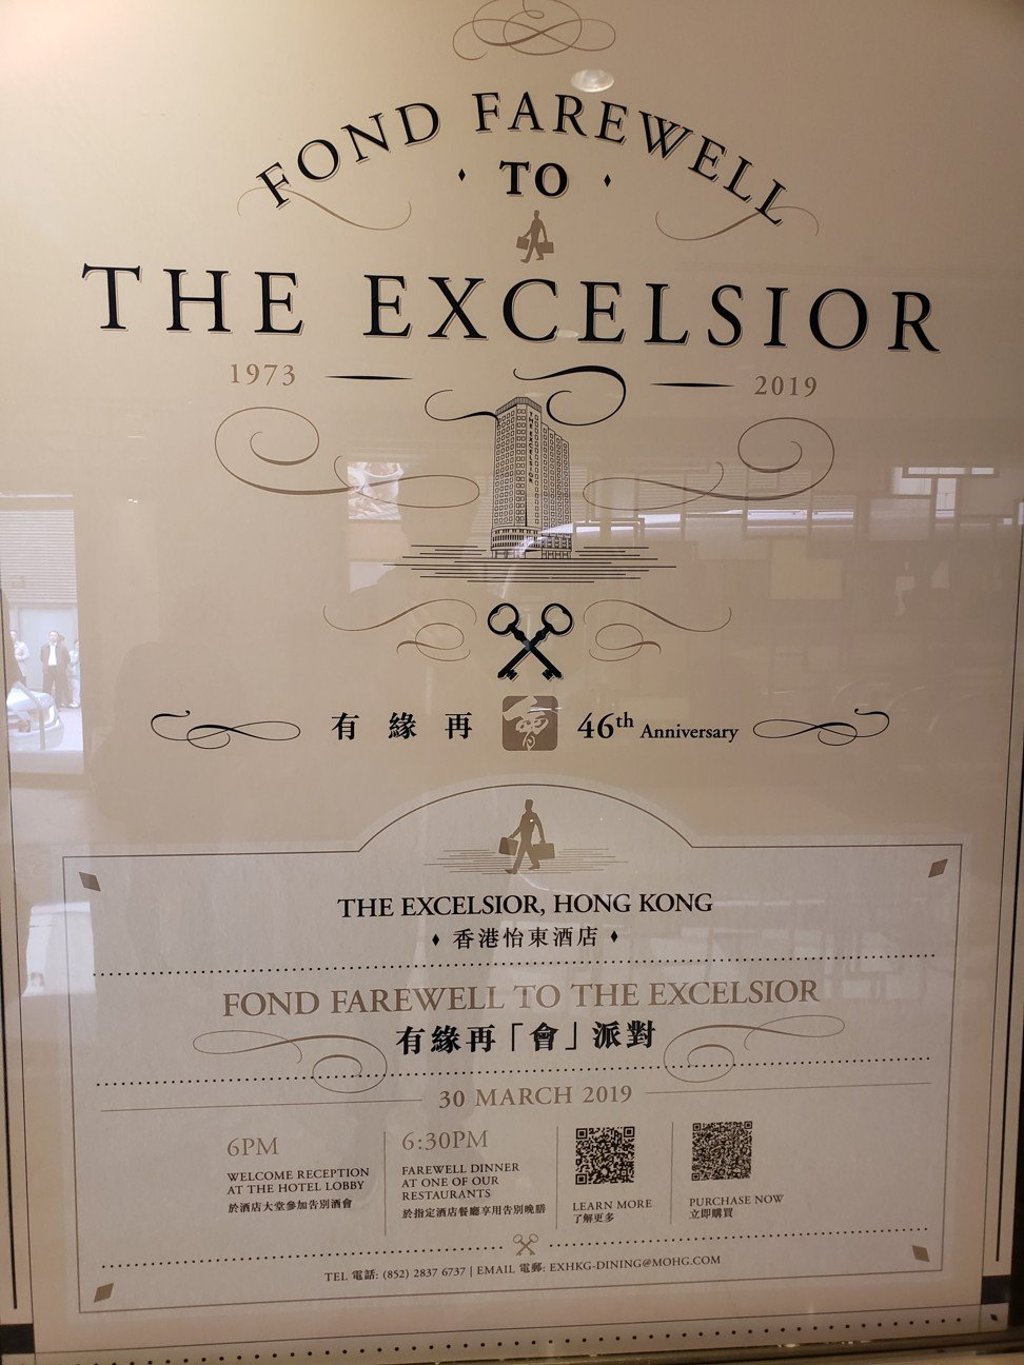 FOND FAREWELL
TO
THE EXCELSIOR
1973
2019
THE EXCELSIOR
有緣再會 46th Anniversary
THE EXCELSIOR, HONG KONG
香港怡東酒店
FOND FAREWELL TO THE EXCELSIOR
有緣再「會」派對
30 MARCH 2019
6PM
WELCOME RECEPTION
AT THE HOTEL LOBBY
於酒店大堂參加告別酒會
6:30PM
FAREWELL DINNER
AT ONE OF OUR
RESTAURANTS
於指定酒店餐廳享用告別晚膳
LEARN MORE
了解更多
PURCHASE NOW
立即購買
TEL 電話: (852) 2837 6737 | EMAIL 電郵: EXHKG-DINING@MOHG.COM